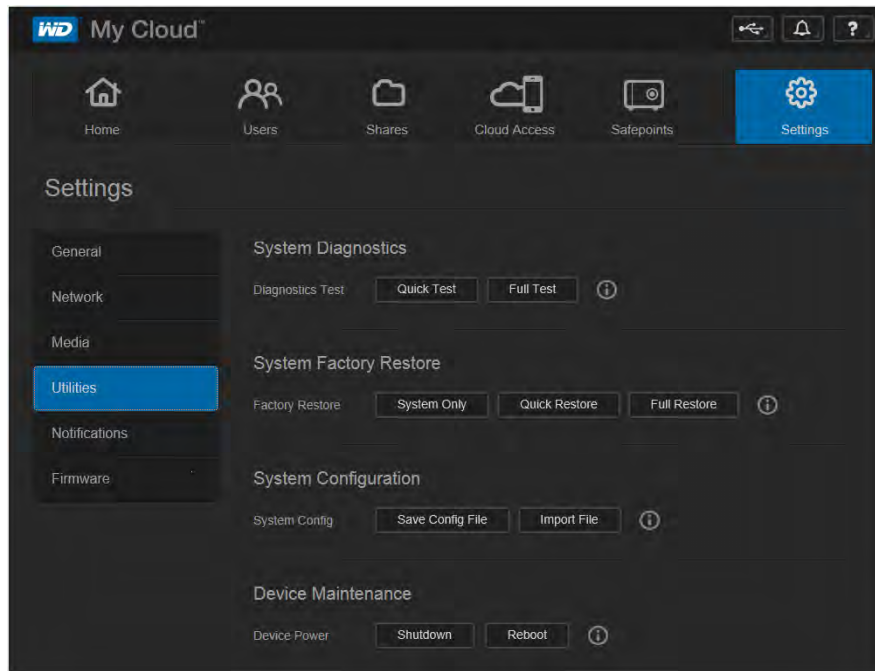 WD My Cloud™
?
Home Users Shares Cloud Access Safepoints Settings
Settings
General
Network
Media
Utilities
Notifications
Firmware
System Diagnostics
Diagnostics Test Quick Test Full Test
System Factory Restore
Factory Restore System Only Quick Restore Full Restore
System Configuration
System Config Save Config File Import File
Device Maintenance
Device Power Shutdown Reboot